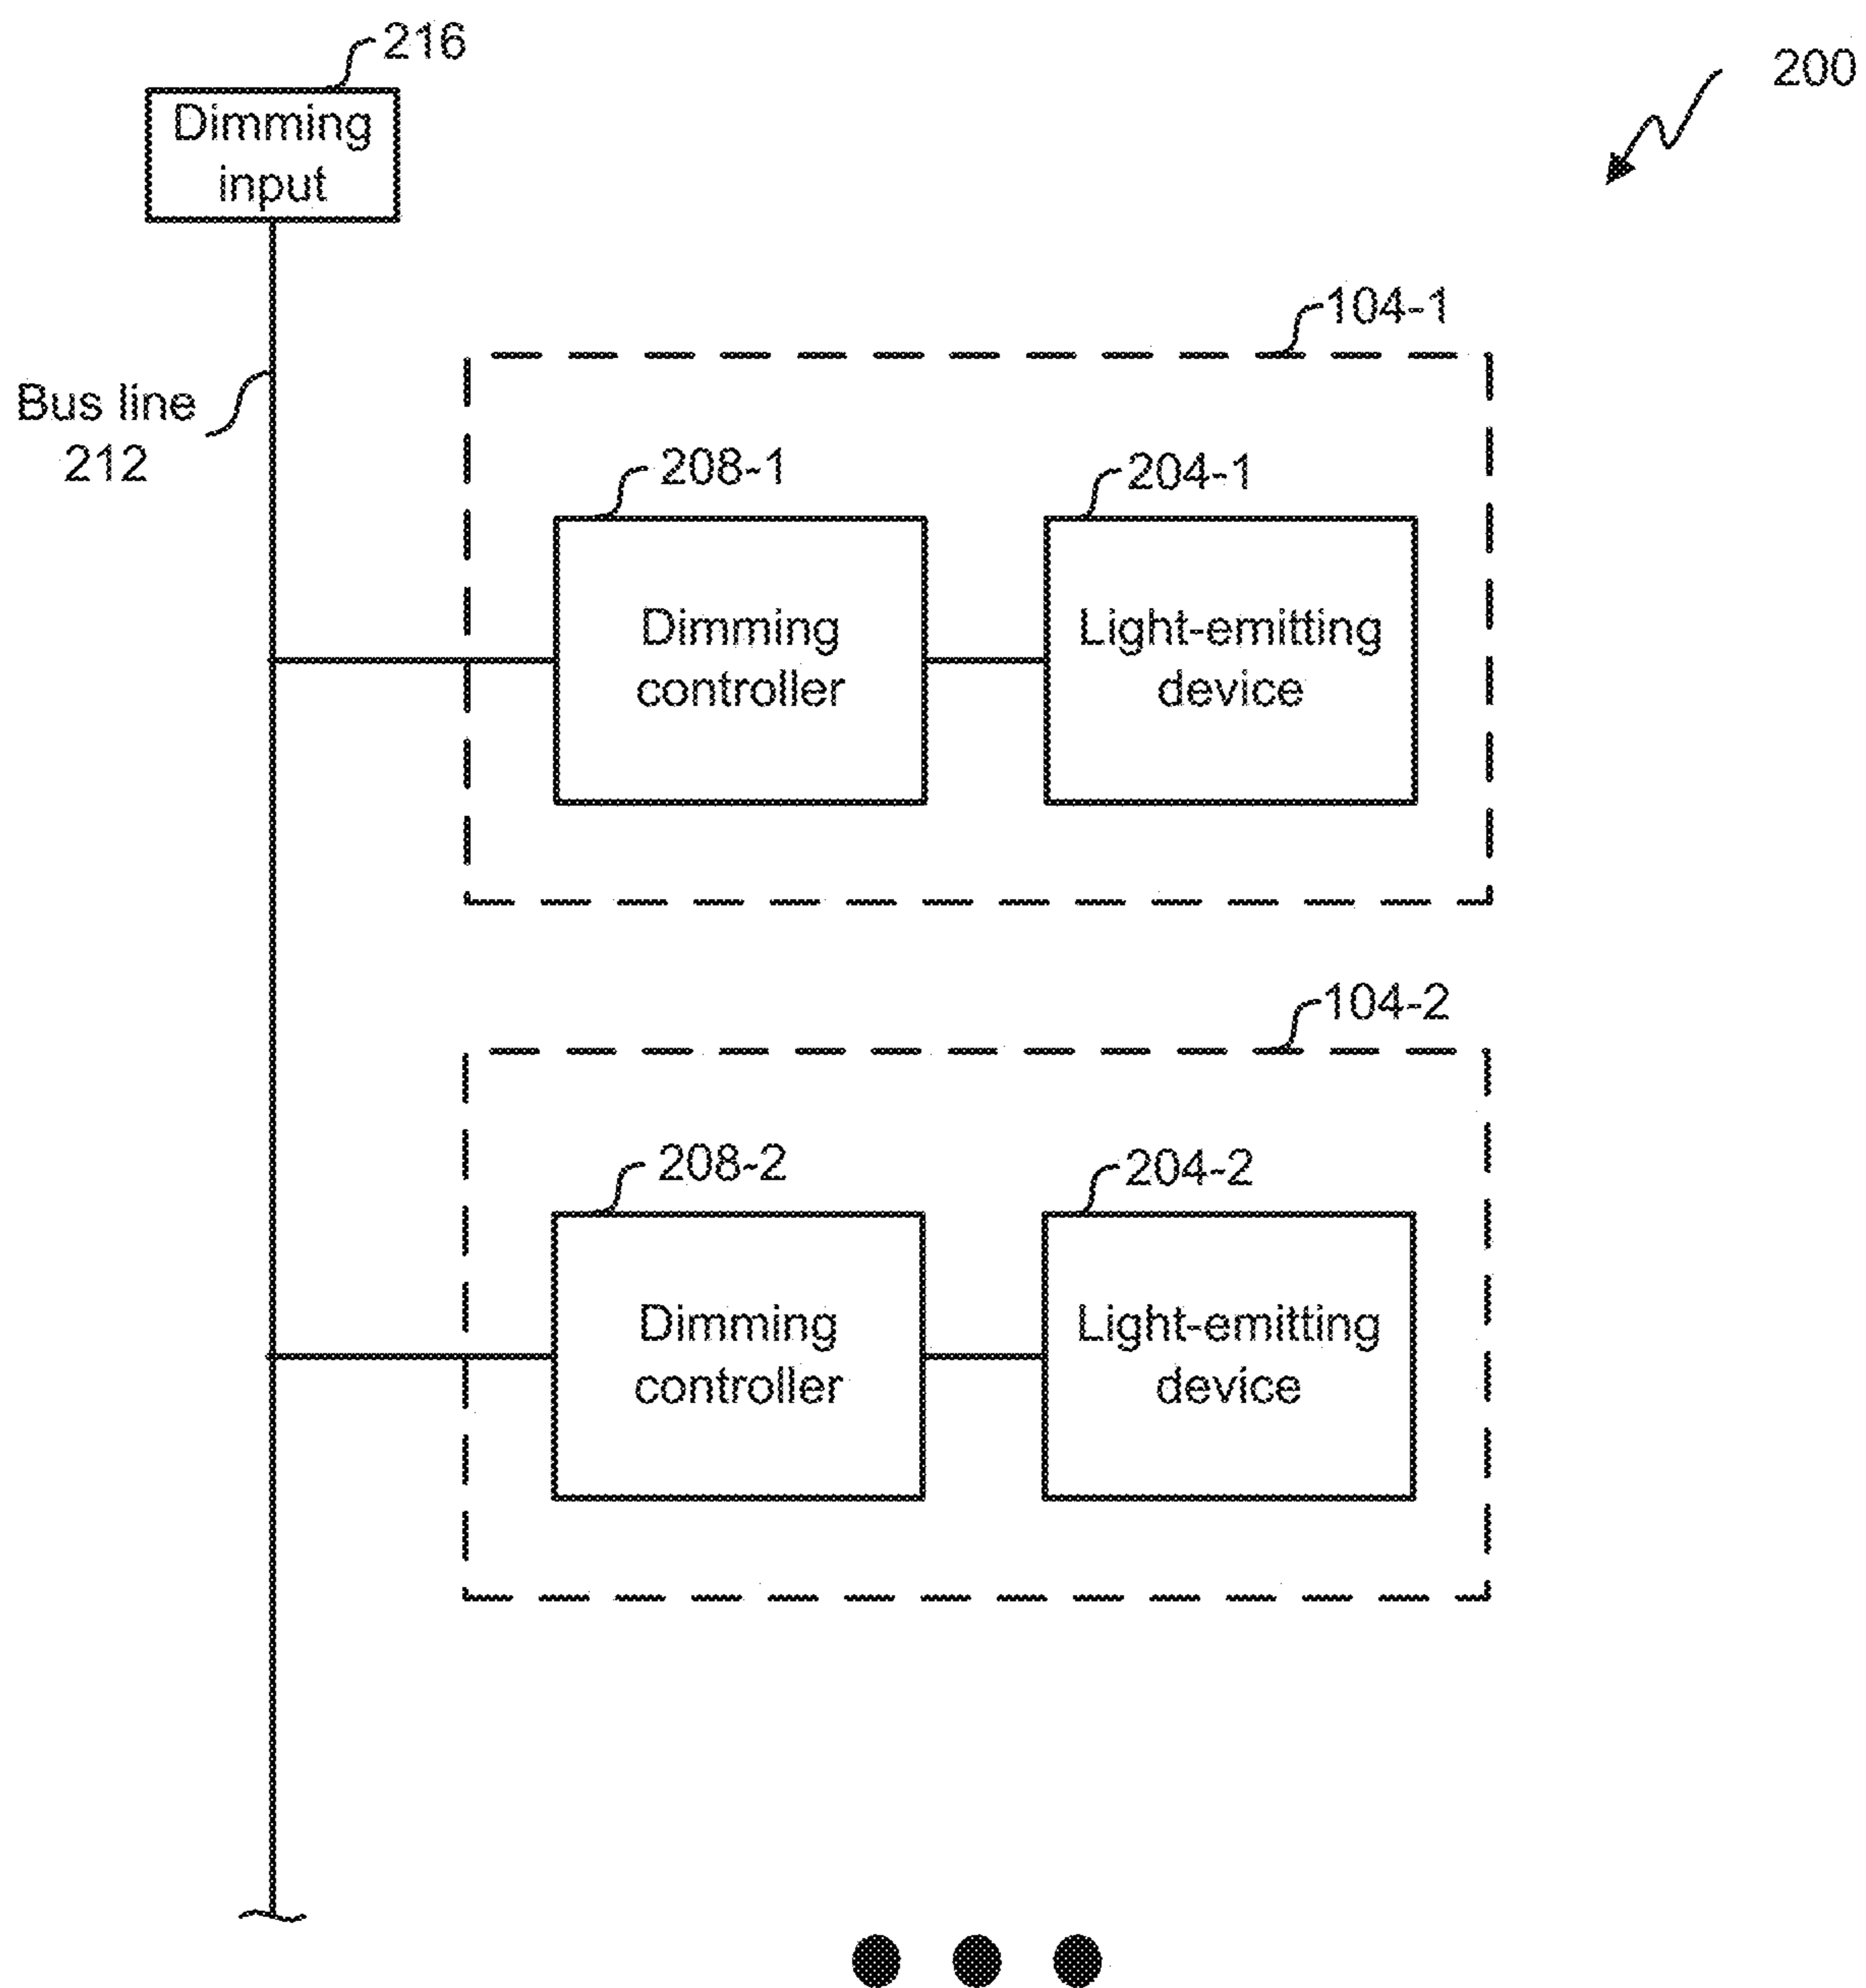 216
200
Dimming
input
104-1
Bus line
212
208-1
204-1
Dimming
controller
Light-emitting
device
104-2
208-2
204-2
Dimming
controller
Light-emitting
device